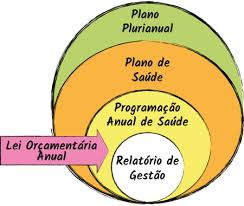 Plano
Plurianual
Plano de
Saúde
Programação
Anual de Saúde
Lei Orçamentária
Anual
Relatório de
Gestão